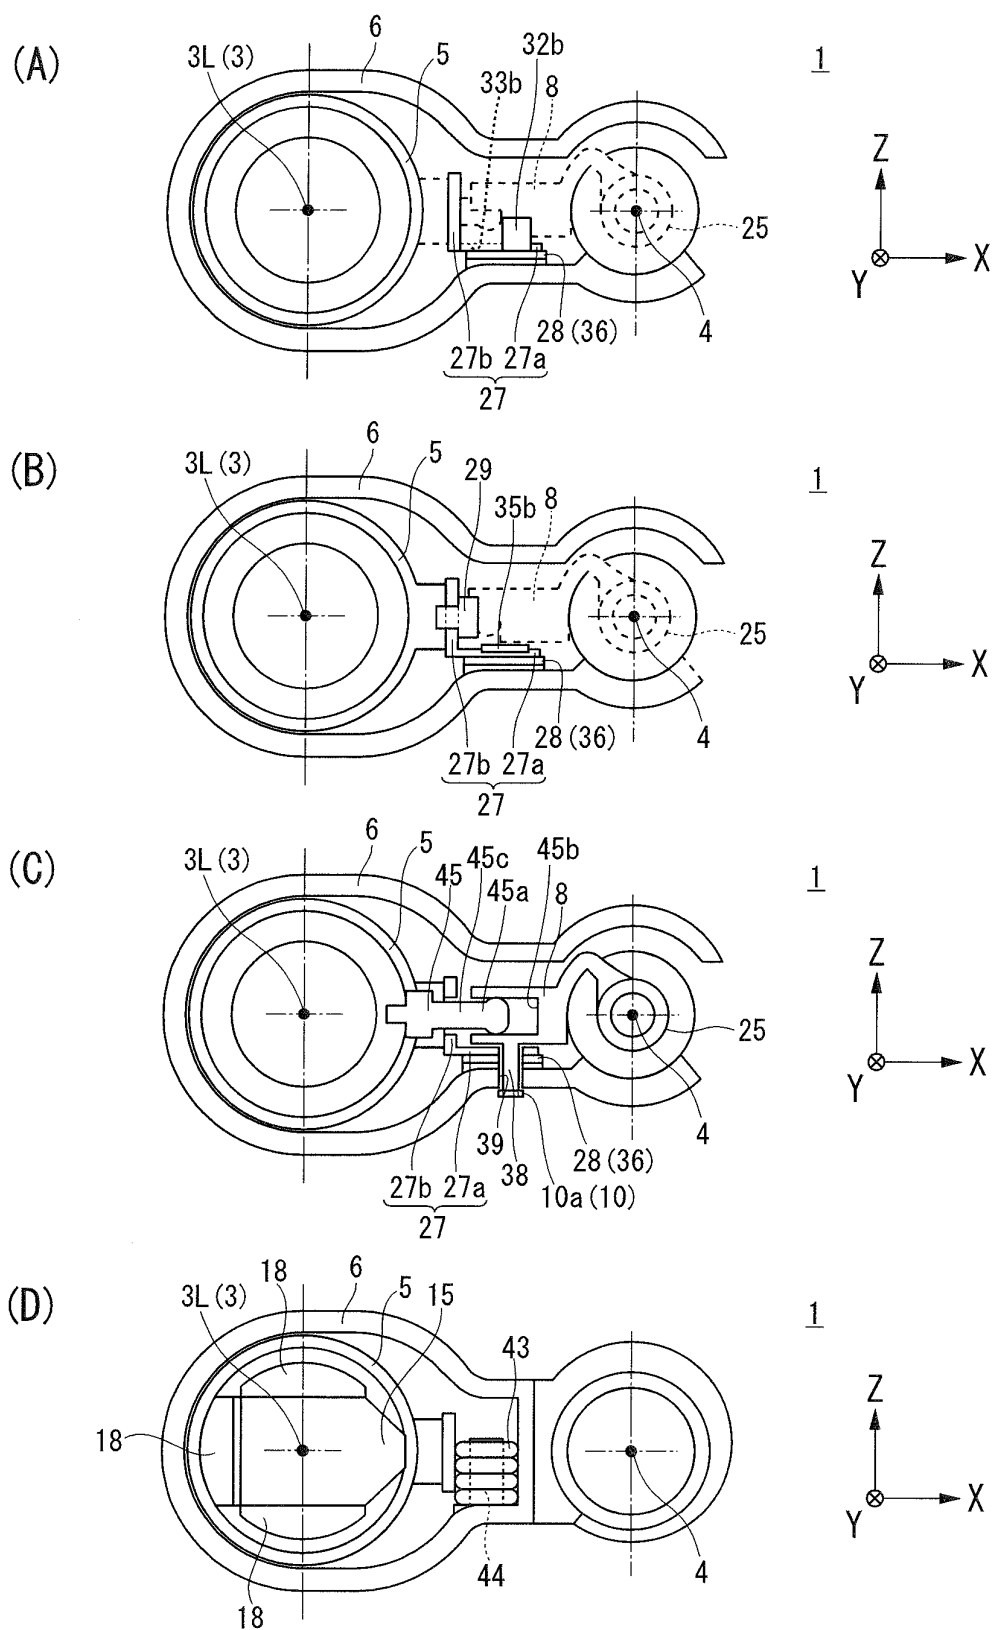 (A)
3L (3)
6
5
33b
32b
8
1
Z
X
Y
25
4
28 (36)
27b 27a
27
(B)
3L (3)
6
5
29
35b
8
1
Z
X
Y
25
4
28 (36)
27b 27a
27
(C)
3L (3)
6
5
45
45c
45a
45b
8
1
Z
X
Y
25
4
39
38
28 (36)
10a (10)
27b 27a
27
(D)
3L (3)
18
6
5
15
43
1
Z
X
Y
18
18
44
4